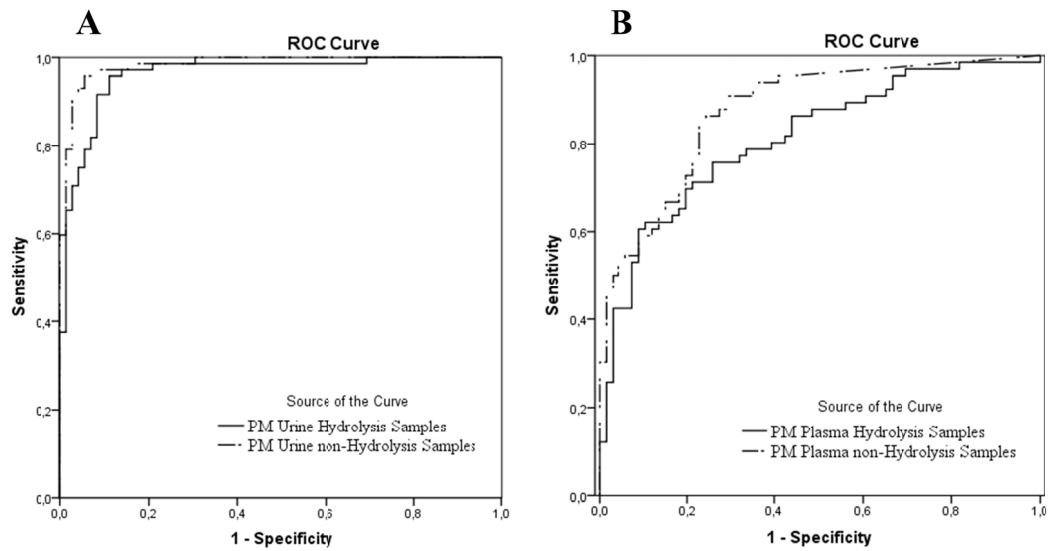 A
ROC Curve
1,0
0,8
0,6
0,4
0,2
0,0
Sensitivity
Source of the Curve
PM Urine Hydrolysis Samples
PM Urine non-Hydrolysis Samples
0,0 0,2 0,4 0,6 0,8 1,0
1 - Specificity
B
ROC Curve
1,0
0,8
0,6
0,4
0,2
0,0
Sensitivity
Source of the Curve
PM Plasma Hydrolysis Samples
PM Plasma non-Hydrolysis Samples
0,0 0,2 0,4 0,6 0,8 1,0
1 - Specificity